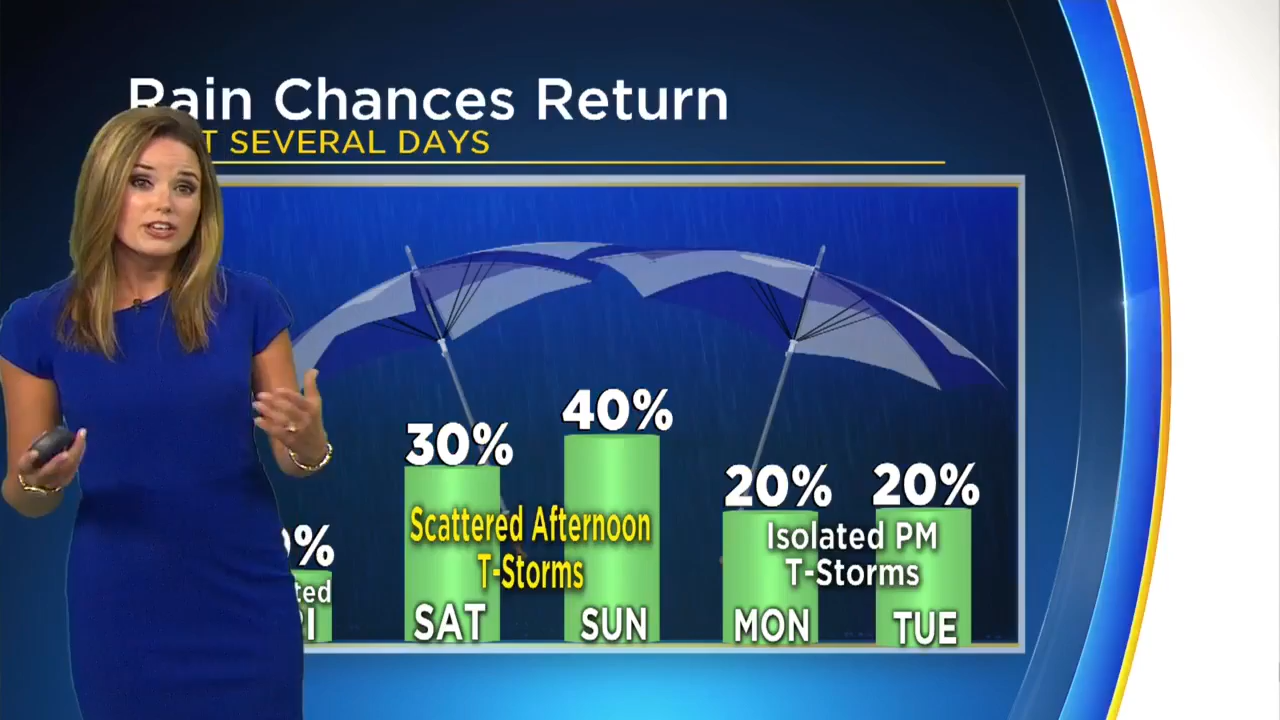 Rain Chances Return
SEVERAL DAYS
40%
30%
20%
20%
Scattered Afternoon
T-Storms
Isolated PM
T-Storms
SAT
SUN
MON
TUE